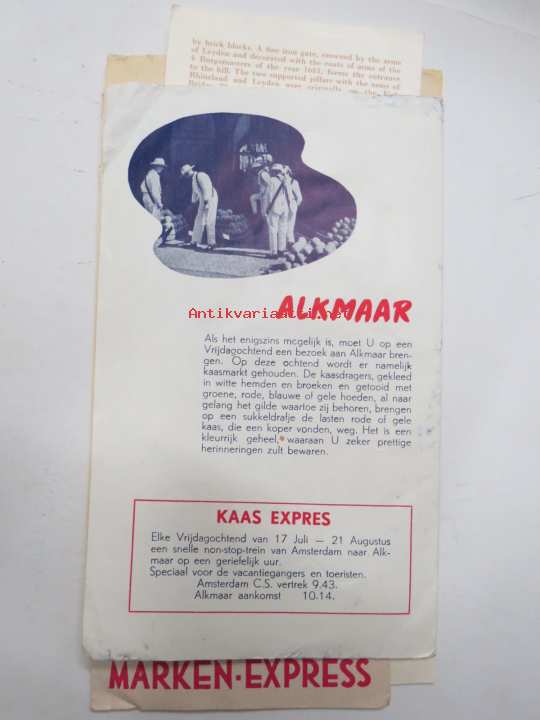 by brick blocks. A fine iron gate, crowned by the arms
of Leyden and decorated with the coats of arms of the
8 Burgomasters of the year 1662; forms the entrance
to the hill. The two supported pillars with the arms of
Rhineland and Leyden were originally on the
ALKMAAR
Antikvariaatti.net
Als het enigszins mogelijk is, moet U op een
Vrijdagochtend een bezoek aan Alkmaar bren-
gen. Op deze ochtend wordt er namelijk
kaasmarkt gehouden. De kaasdragers, gekleed
in witte hemden en broeken en getooid met
groene, rode, blauwe of gele hoeden, al naar
gelang het gilde waartoe zij behoren, brengen
op een sukkeldrafje de lasten rode of gele
kaas, die een koper vonden, weg. Het is een
kleurrijk geheel, waaraan U zeker prettige
herinneringen zult bewaren.
KAAS EXPRES
Elke Vrijdagochtend van 17 Juli — 21 Augustus
een snelle non-stop-trein van Amsterdam naar Alk-
maar op een geriefelijk uur.
Speciaal voor de vacantiegangers en toeristen.
Amsterdam C.S. vertrek 9.43.
Alkmaar aankomst 10.14.
MARKEN-EXPRESS